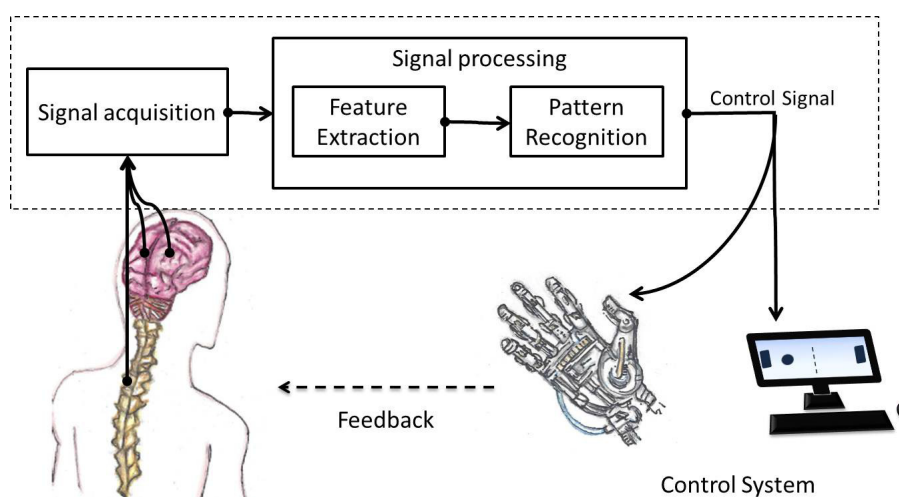 Signal processing
Signal acquisition
Feature
Extraction
Pattern
Recognition
Control Signal
Feedback
Control System